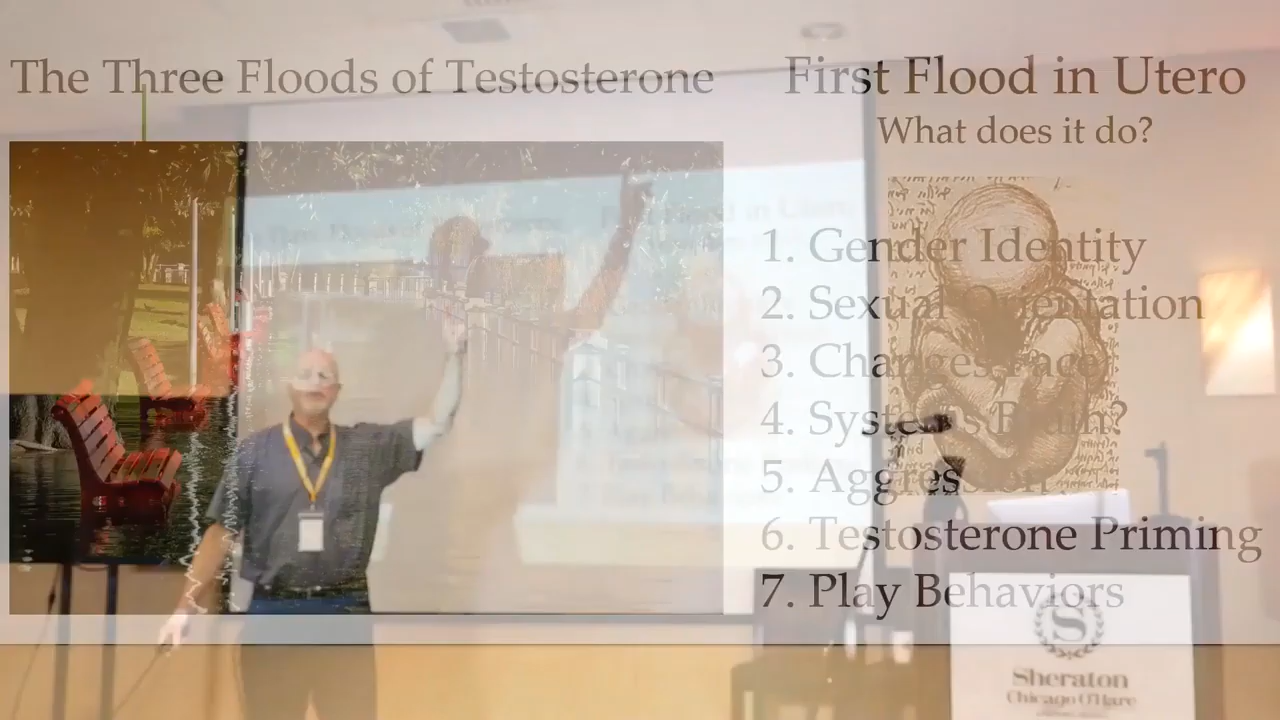 The Three Floods of Testosterone
First Flood in Utero
What does it do?
1. Gender Identity
2. Sexual Orientation
3. Changes Face
4. Systems Brain?
5. Aggression
6. Testosterone Priming
7. Play Behaviors
S
Sheraton
Chicago O'Hare